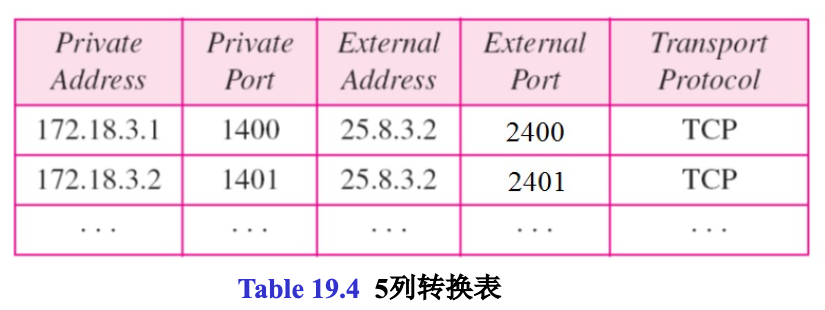 Private Address | Private Port | External Address | External Port | Transport Protocol
172.18.3.1 | 1400 | 25.8.3.2 | 2400 | TCP
172.18.3.2 | 1401 | 25.8.3.2 | 2401 | TCP
... | ... | ... | ... | ...
Table 19.4 5列转换表